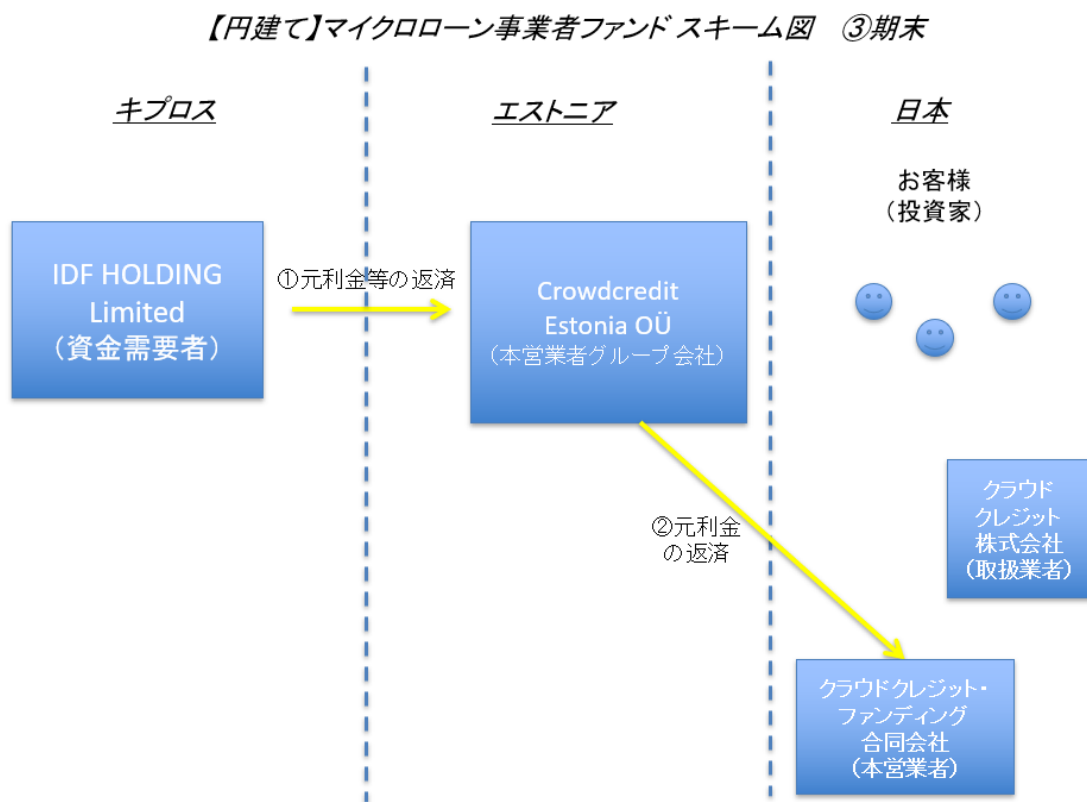 【円建て】マイクロローン事業者ファンド スキーム図　③期末
キプロス
エストニア
日本
お客様
（投資家）
IDF HOLDING
Limited
（資金需要者）
①元利金等の返済
Crowdcredit
Estonia OÜ
（本営業者グループ会社）
②元利金
の返済
クラウド
クレジット
株式会社
（取扱業者）
クラウドクレジット・
ファンディング
合同会社
（本営業者）